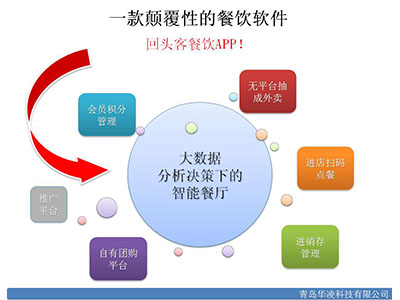 一款颠覆性的餐饮软件
回头客餐饮APP！
无平台抽
成外卖
会员积分
管理
大数据
分析决策下的
智能餐厅
进店扫码
点餐
推广
平台
自有团购
平台
进销存
管理
青岛华凌科技有限公司